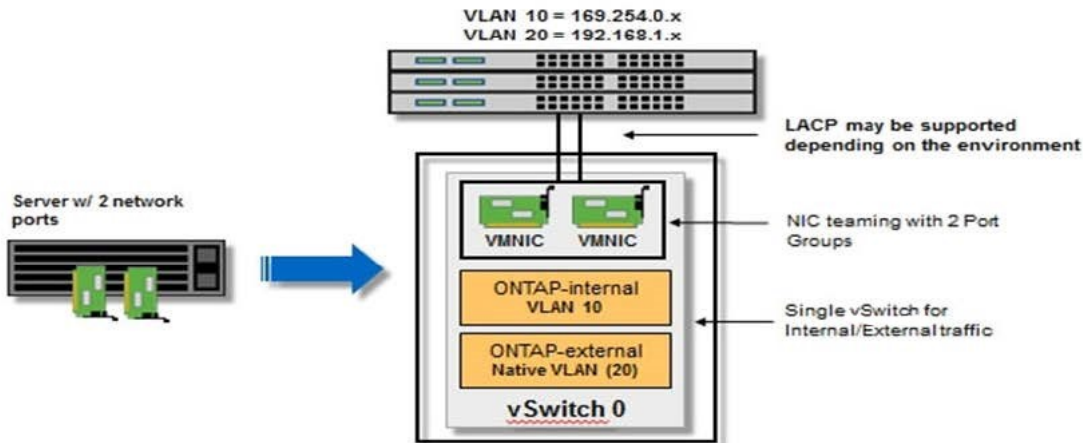 VLAN 10 = 169.254.0.x
VLAN 20 = 192.168.1.x
LACP may be supported
depending on the environment
Server w/ 2 network
ports
VMNIC VMNIC
NIC teaming with 2 Port
Groups
ONTAP-internal
VLAN 10
Single vSwitch for
Internal/External traffic
ONTAP-external
Native VLAN (20)
vSwitch 0